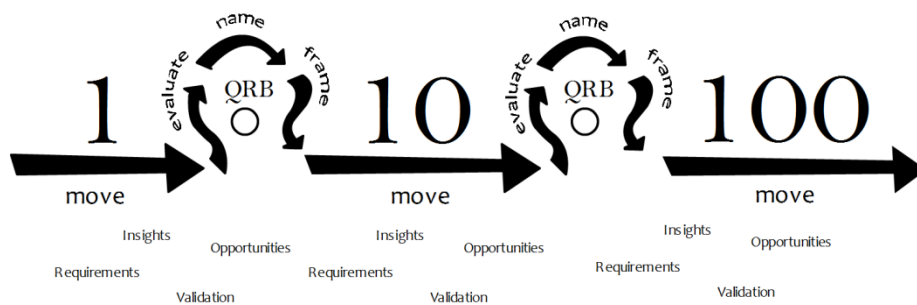 name
evaluate
frame
QRB
1
move
name
evaluate
frame
QRB
10
move
100
move
Insights
Opportunities
Requirements
Validation
Insights
Opportunities
Requirements
Validation
Insights
Opportunities
Requirements
Validation